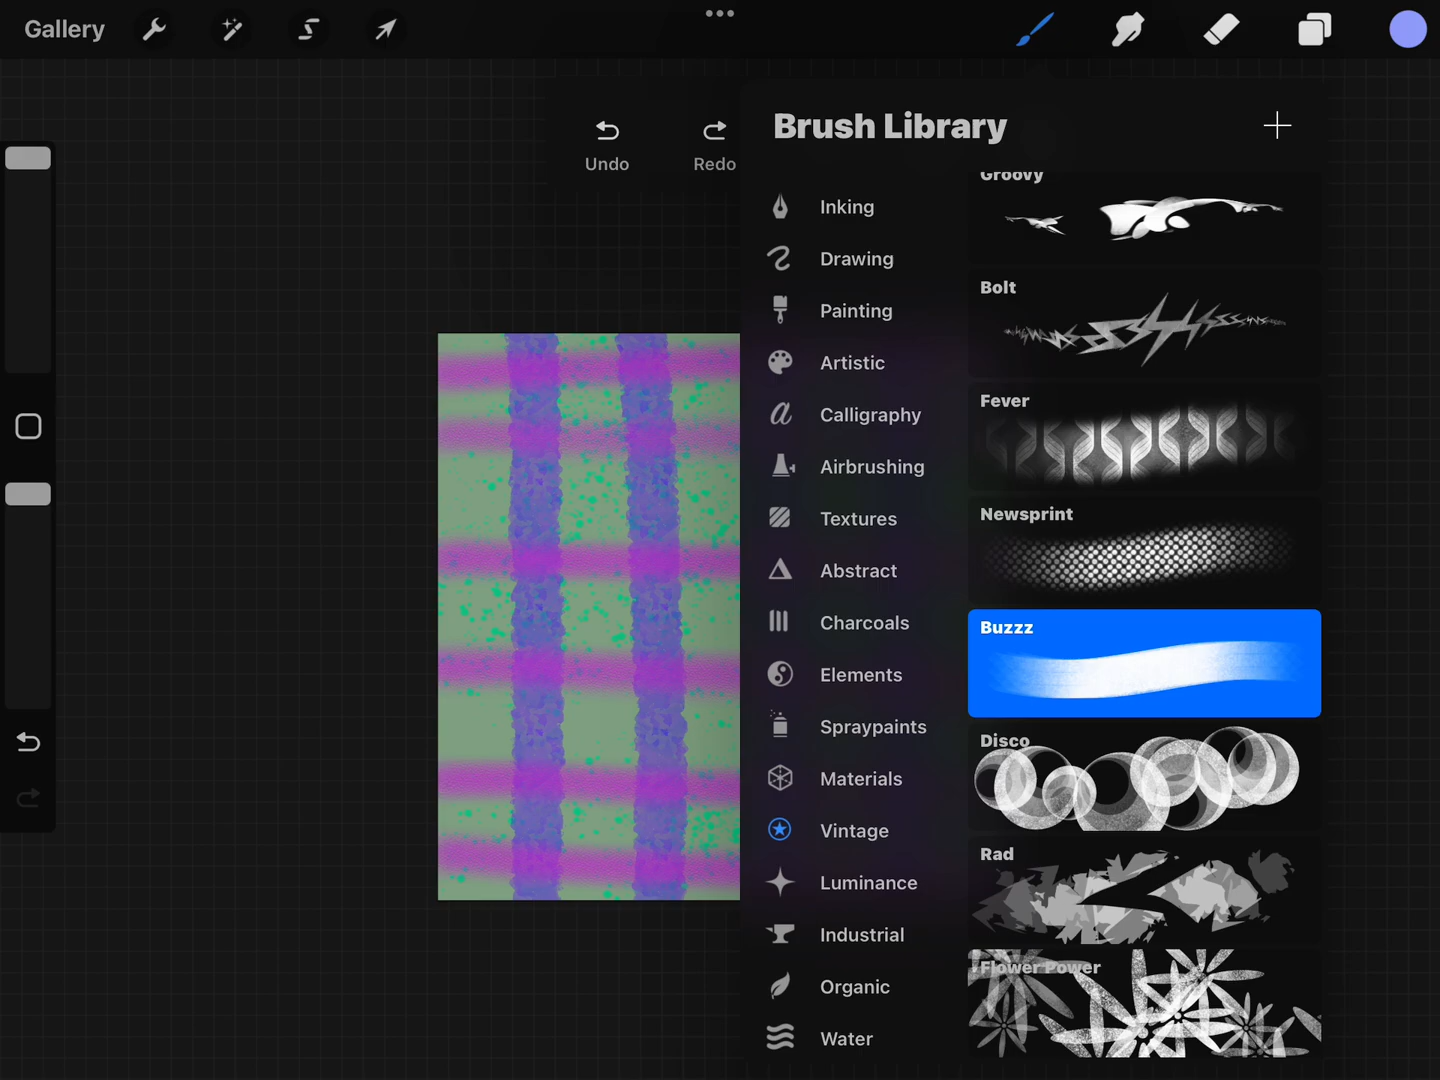 Gallery
Undo
Redo
Brush Library
Inking
Drawing
Painting
Artistic
Calligraphy
Airbrushing
Textures
Abstract
Charcoals
Elements
Spraypaints
Materials
Vintage
Luminance
Industrial
Organic
Water
Groovy
Bolt
Fever
Newsprint
Buzzz
Disco
Rad
Flower Power